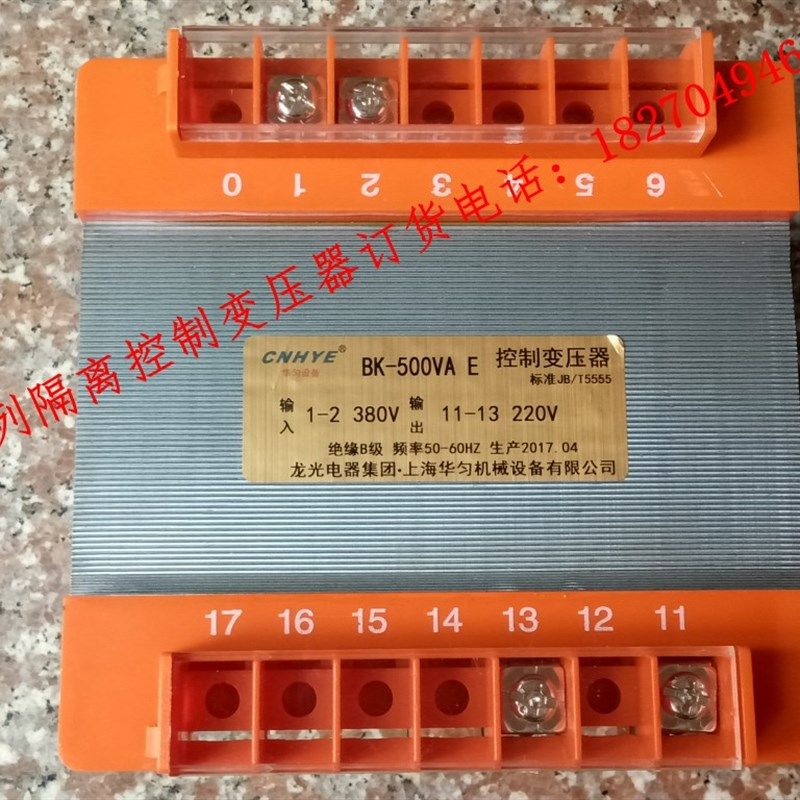 0 1 2 3 4 5 6
列隔离控制变压器订货电话：182704946
CNHYE®
华匀设备
BK-500VA E
控制变压器
标准JB/T5555
输入 1-2 380V 输出 11-13 220V
绝缘B级 频率50-60HZ 生产2017.04
龙光电器集团·上海华匀机械设备有限公司
17 16 15 14 13 12 11